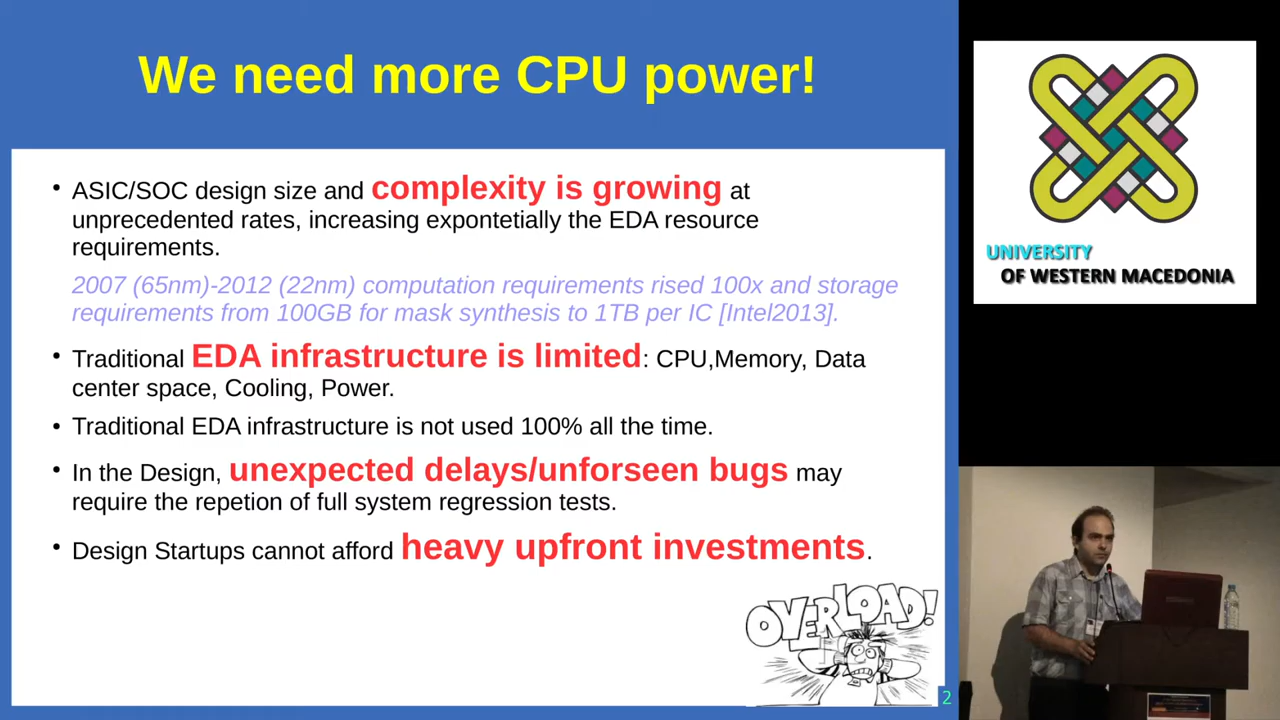 We need more CPU power!
• ASIC/SOC design size and complexity is growing at
unprecedented rates, increasing expontetially the EDA resource
requirements.
2007 (65nm)-2012 (22nm) computation requirements rised 100x and storage
requirements from 100GB for mask synthesis to 1TB per IC [Intel2013].
• Traditional EDA infrastructure is limited: CPU,Memory, Data
center space, Cooling, Power.
• Traditional EDA infrastructure is not used 100% all the time.
• In the Design, unexpected delays/unforseen bugs may
require the repetion of full system regression tests.
• Design Startups cannot afford heavy upfront investments.
OVERLOAD!
2
UNIVERSITY
OF WESTERN MACEDONIA